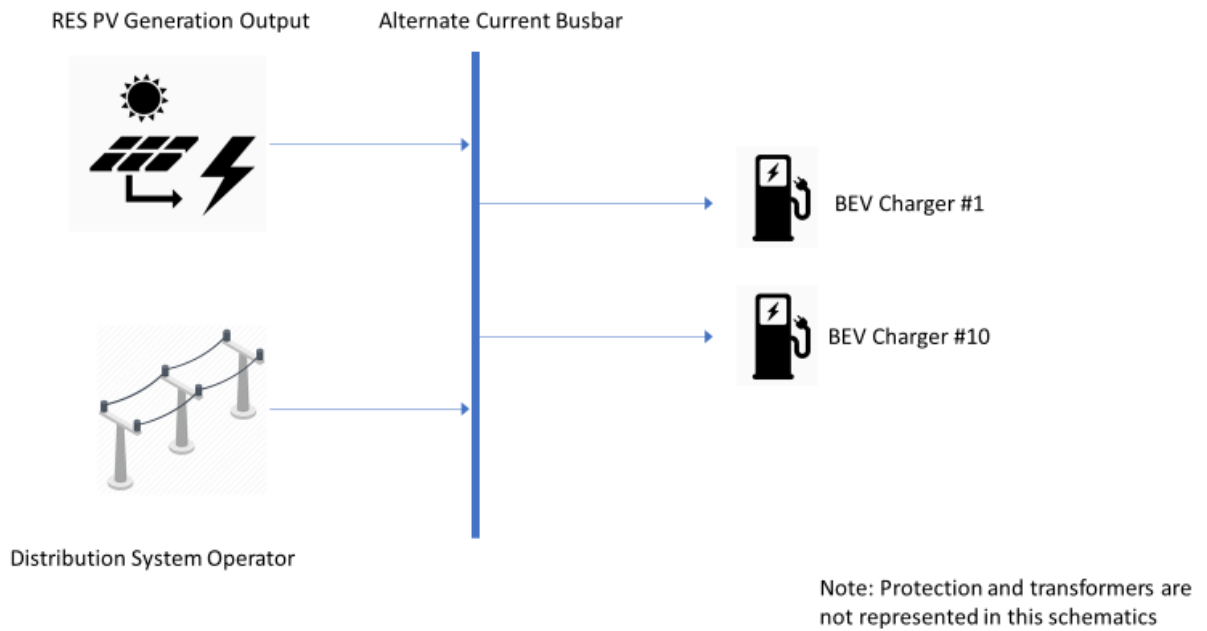 RES PV Generation Output
Alternate Current Busbar
BEV Charger #1
BEV Charger #10
Distribution System Operator
Note: Protection and transformers are
not represented in this schematics